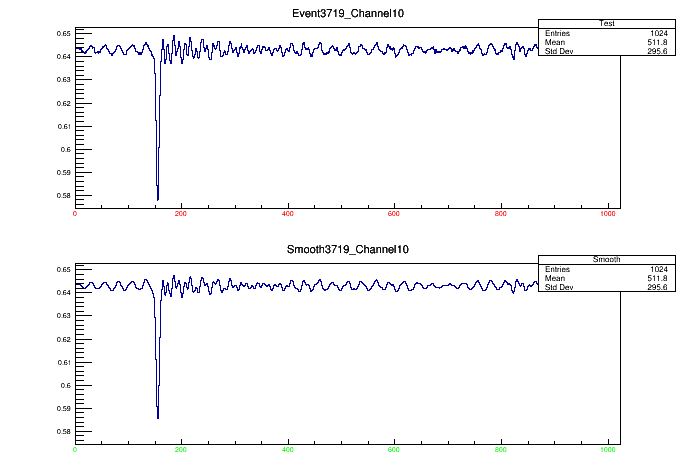 Event3719_Channel10
Test
Entries 1024
Mean 511.8
Std Dev 295.6
0.65
0.64
0.63
0.62
0.61
0.6
0.59
0.58
0 200 400 600 800 1000
Smooth3719_Channel10
Smooth
Entries 1024
Mean 511.8
Std Dev 295.6
0.65
0.64
0.63
0.62
0.61
0.6
0.59
0.58
0 200 400 600 800 1000